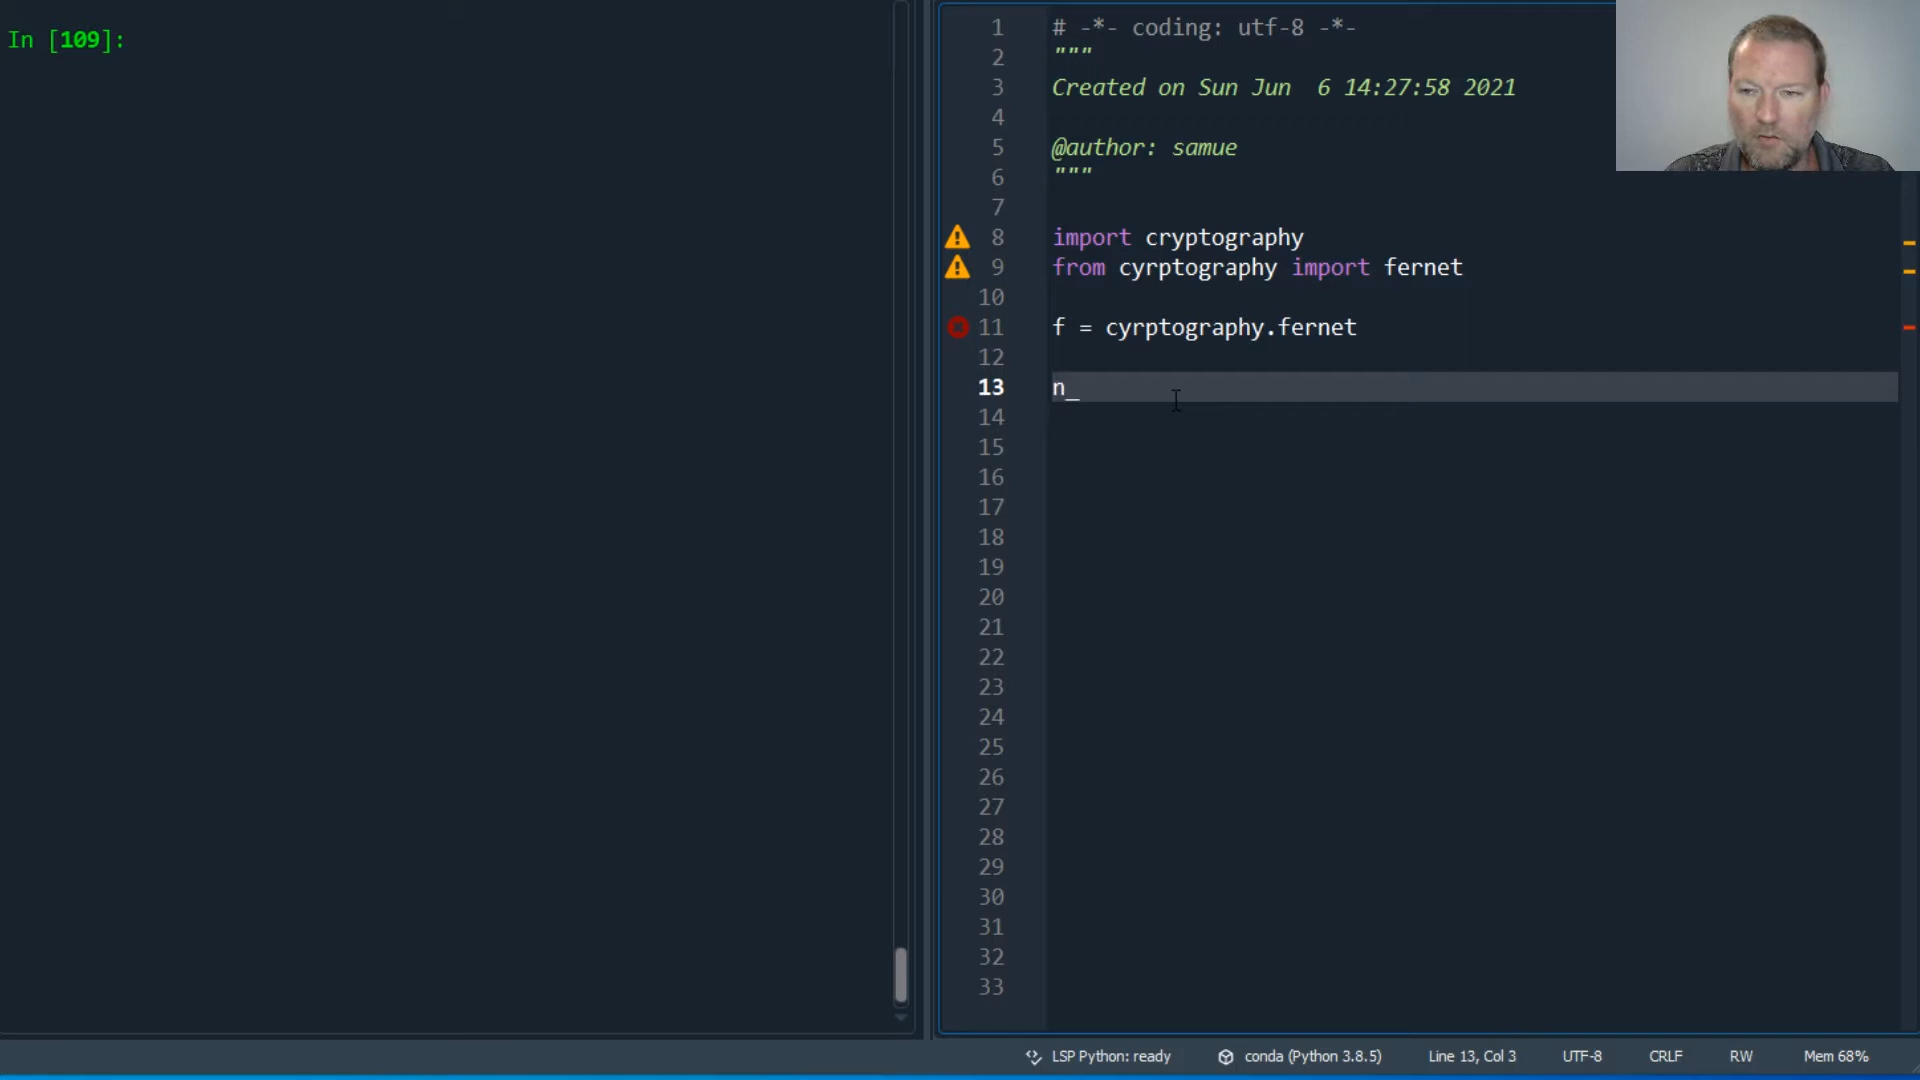 In [109]:
1 # -*- coding: utf-8 -*-
2 """
3 Created on Sun Jun  6 14:27:58 2021
4
5 @author: samue
6 """
7
8 import cryptography
9 from cyrptography import fernet
10
11 f = cyrptography.fernet
12
13 n_
14
15
16
17
18
19
20
21
22
23
24
25
26
27
28
29
30
31
32
33
LSP Python: ready conda (Python 3.8.5) Line 13, Col 3 UTF-8 CRLF RW Mem 68%